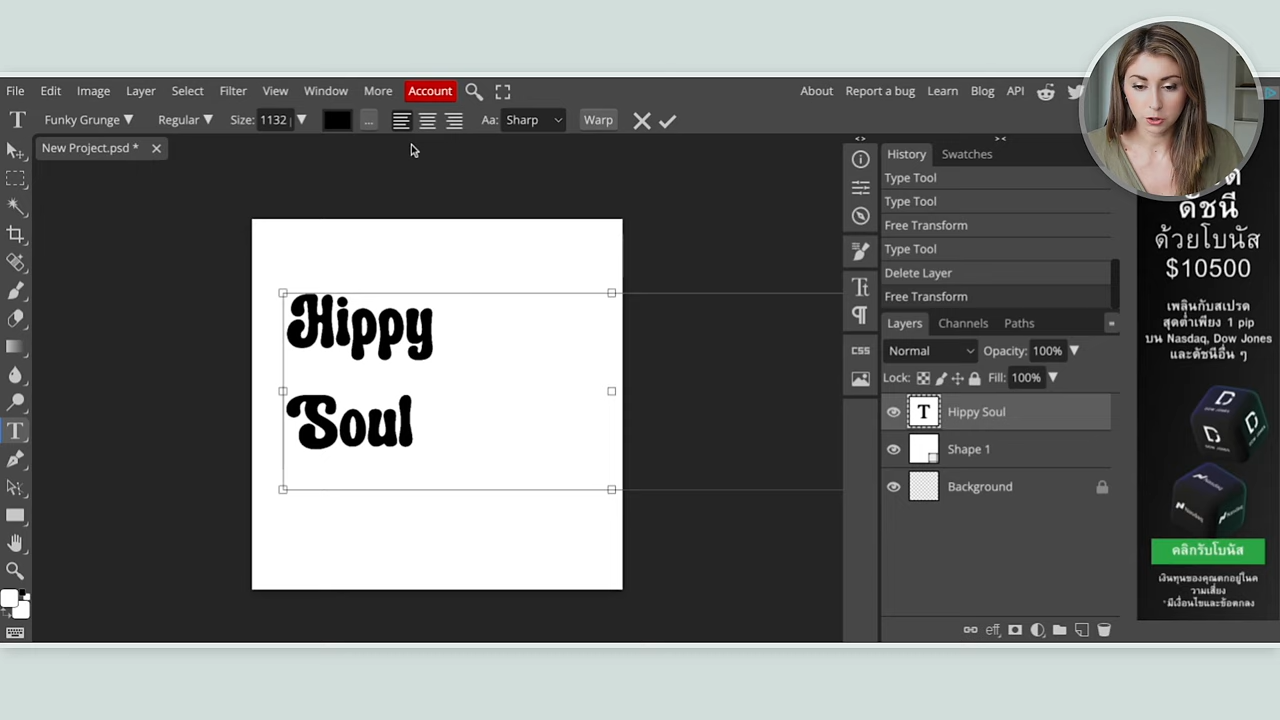 File Edit Image Layer Select Filter View Window More Account About Report a bug Learn Blog API
Funky Grunge Regular Size: 1132 ... Aa: Sharp Warp
New Project.psd *
History Swatches
Type Tool
Type Tool
Free Transform
Type Tool
Delete Layer
Free Transform
Layers Channels Paths
Normal Opacity: 100%
Lock: Fill: 100%
Hippy Soul
Shape 1
Background
CSS
eff
Hippy
Soul
ดัชนี
ด้วยโบนัส
$10500
เพลินกับสเปรด
สุดต่ำเพียง 1 pip
บน Nasdaq, Dow Jones
และดัชนีอื่น ๆ
DOW JONES
Nasdaq
คลิกรับโบนัส
เงินทุนของคุณตกอยู่ในค
วามเสี่ยง
*มีเงื่อนไขและข้อตกลง